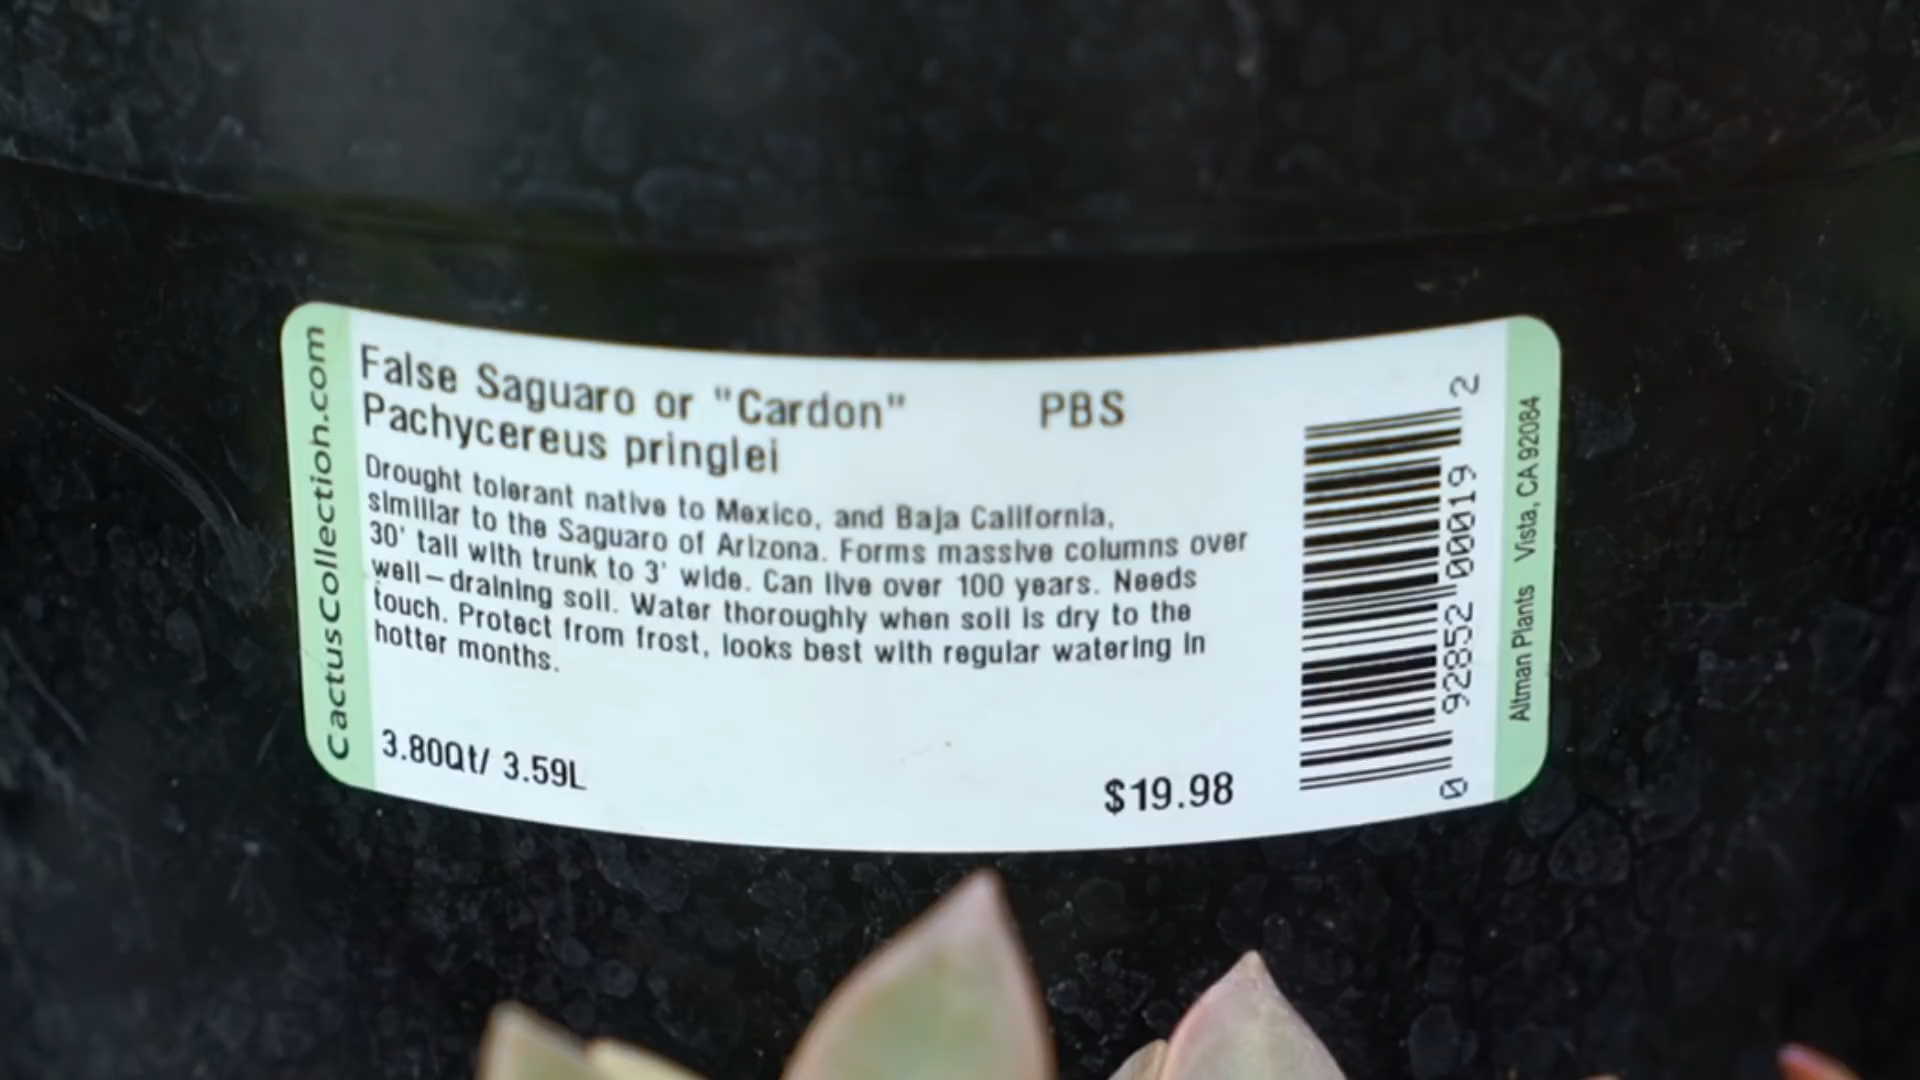 CactusCollection.com
False Saguaro or "Cardon" PBS
Pachycereus pringlei
Drought tolerant native to Mexico, and Baja California,
simillar to the Saguaro of Arizona. Forms massive columns over
30' tall with trunk to 3' wide. Can live over 100 years. Needs
well-draining soil. Water thoroughly when soil is dry to the
touch. Protect from frost, looks best with regular watering in
hotter months.
3.80Qt/ 3.59L
$19.98
0 92852 00019 2
Altman Plants Vista, CA 92084